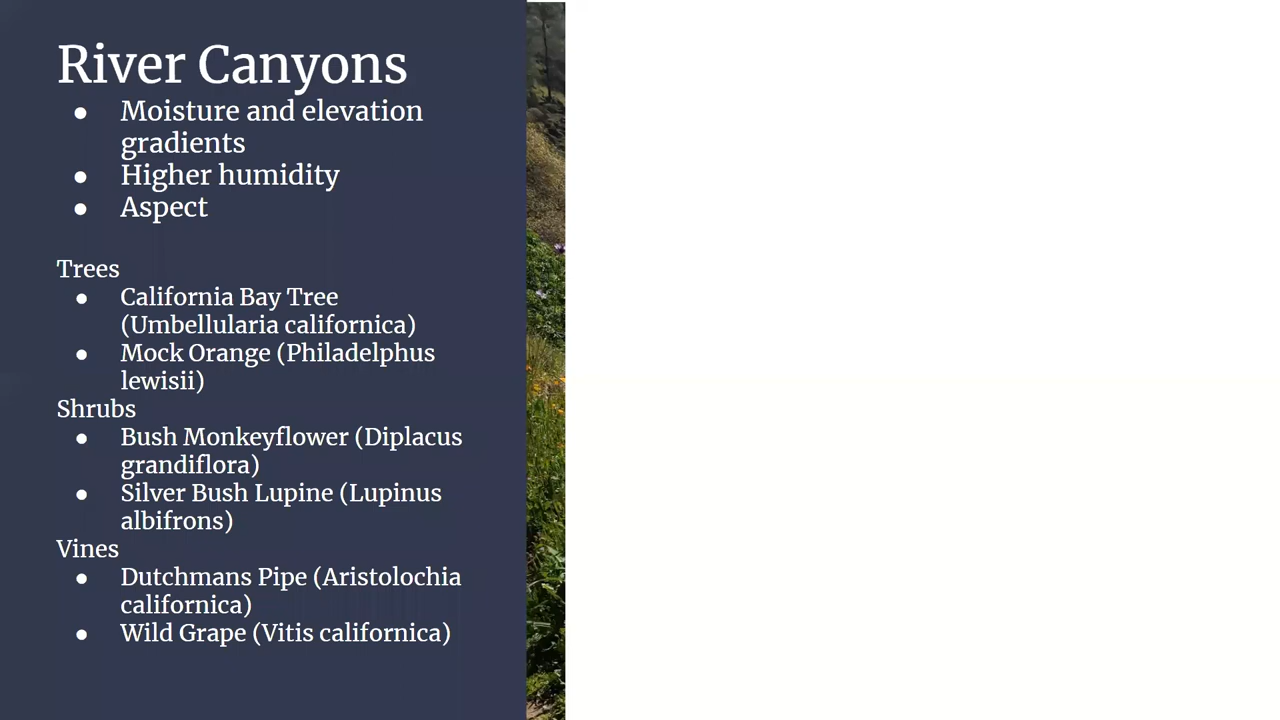 River Canyons
● Moisture and elevation
gradients
● Higher humidity
● Aspect
Trees
● California Bay Tree
(Umbellularia californica)
● Mock Orange (Philadelphus
lewisii)
Shrubs
● Bush Monkeyflower (Diplacus
grandiflora)
● Silver Bush Lupine (Lupinus
albifrons)
Vines
● Dutchmans Pipe (Aristolochia
californica)
● Wild Grape (Vitis californica)